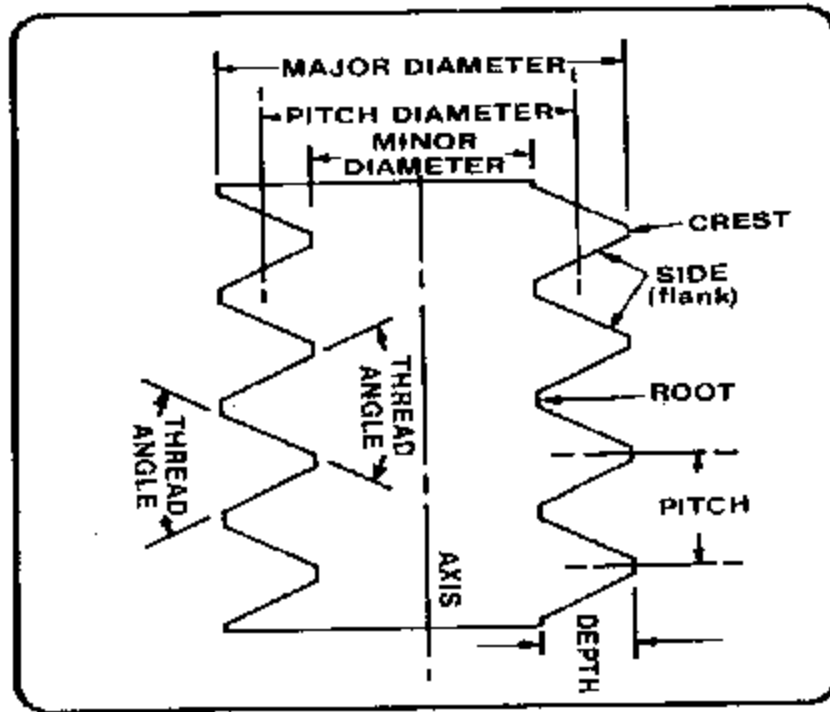 MAJOR DIAMETER
PITCH DIAMETER
MINOR
DIAMETER
CREST
SIDE
(flank)
THREAD
ANGLE
ROOT
THREAD
ANGLE
PITCH
AXIS
DEPTH